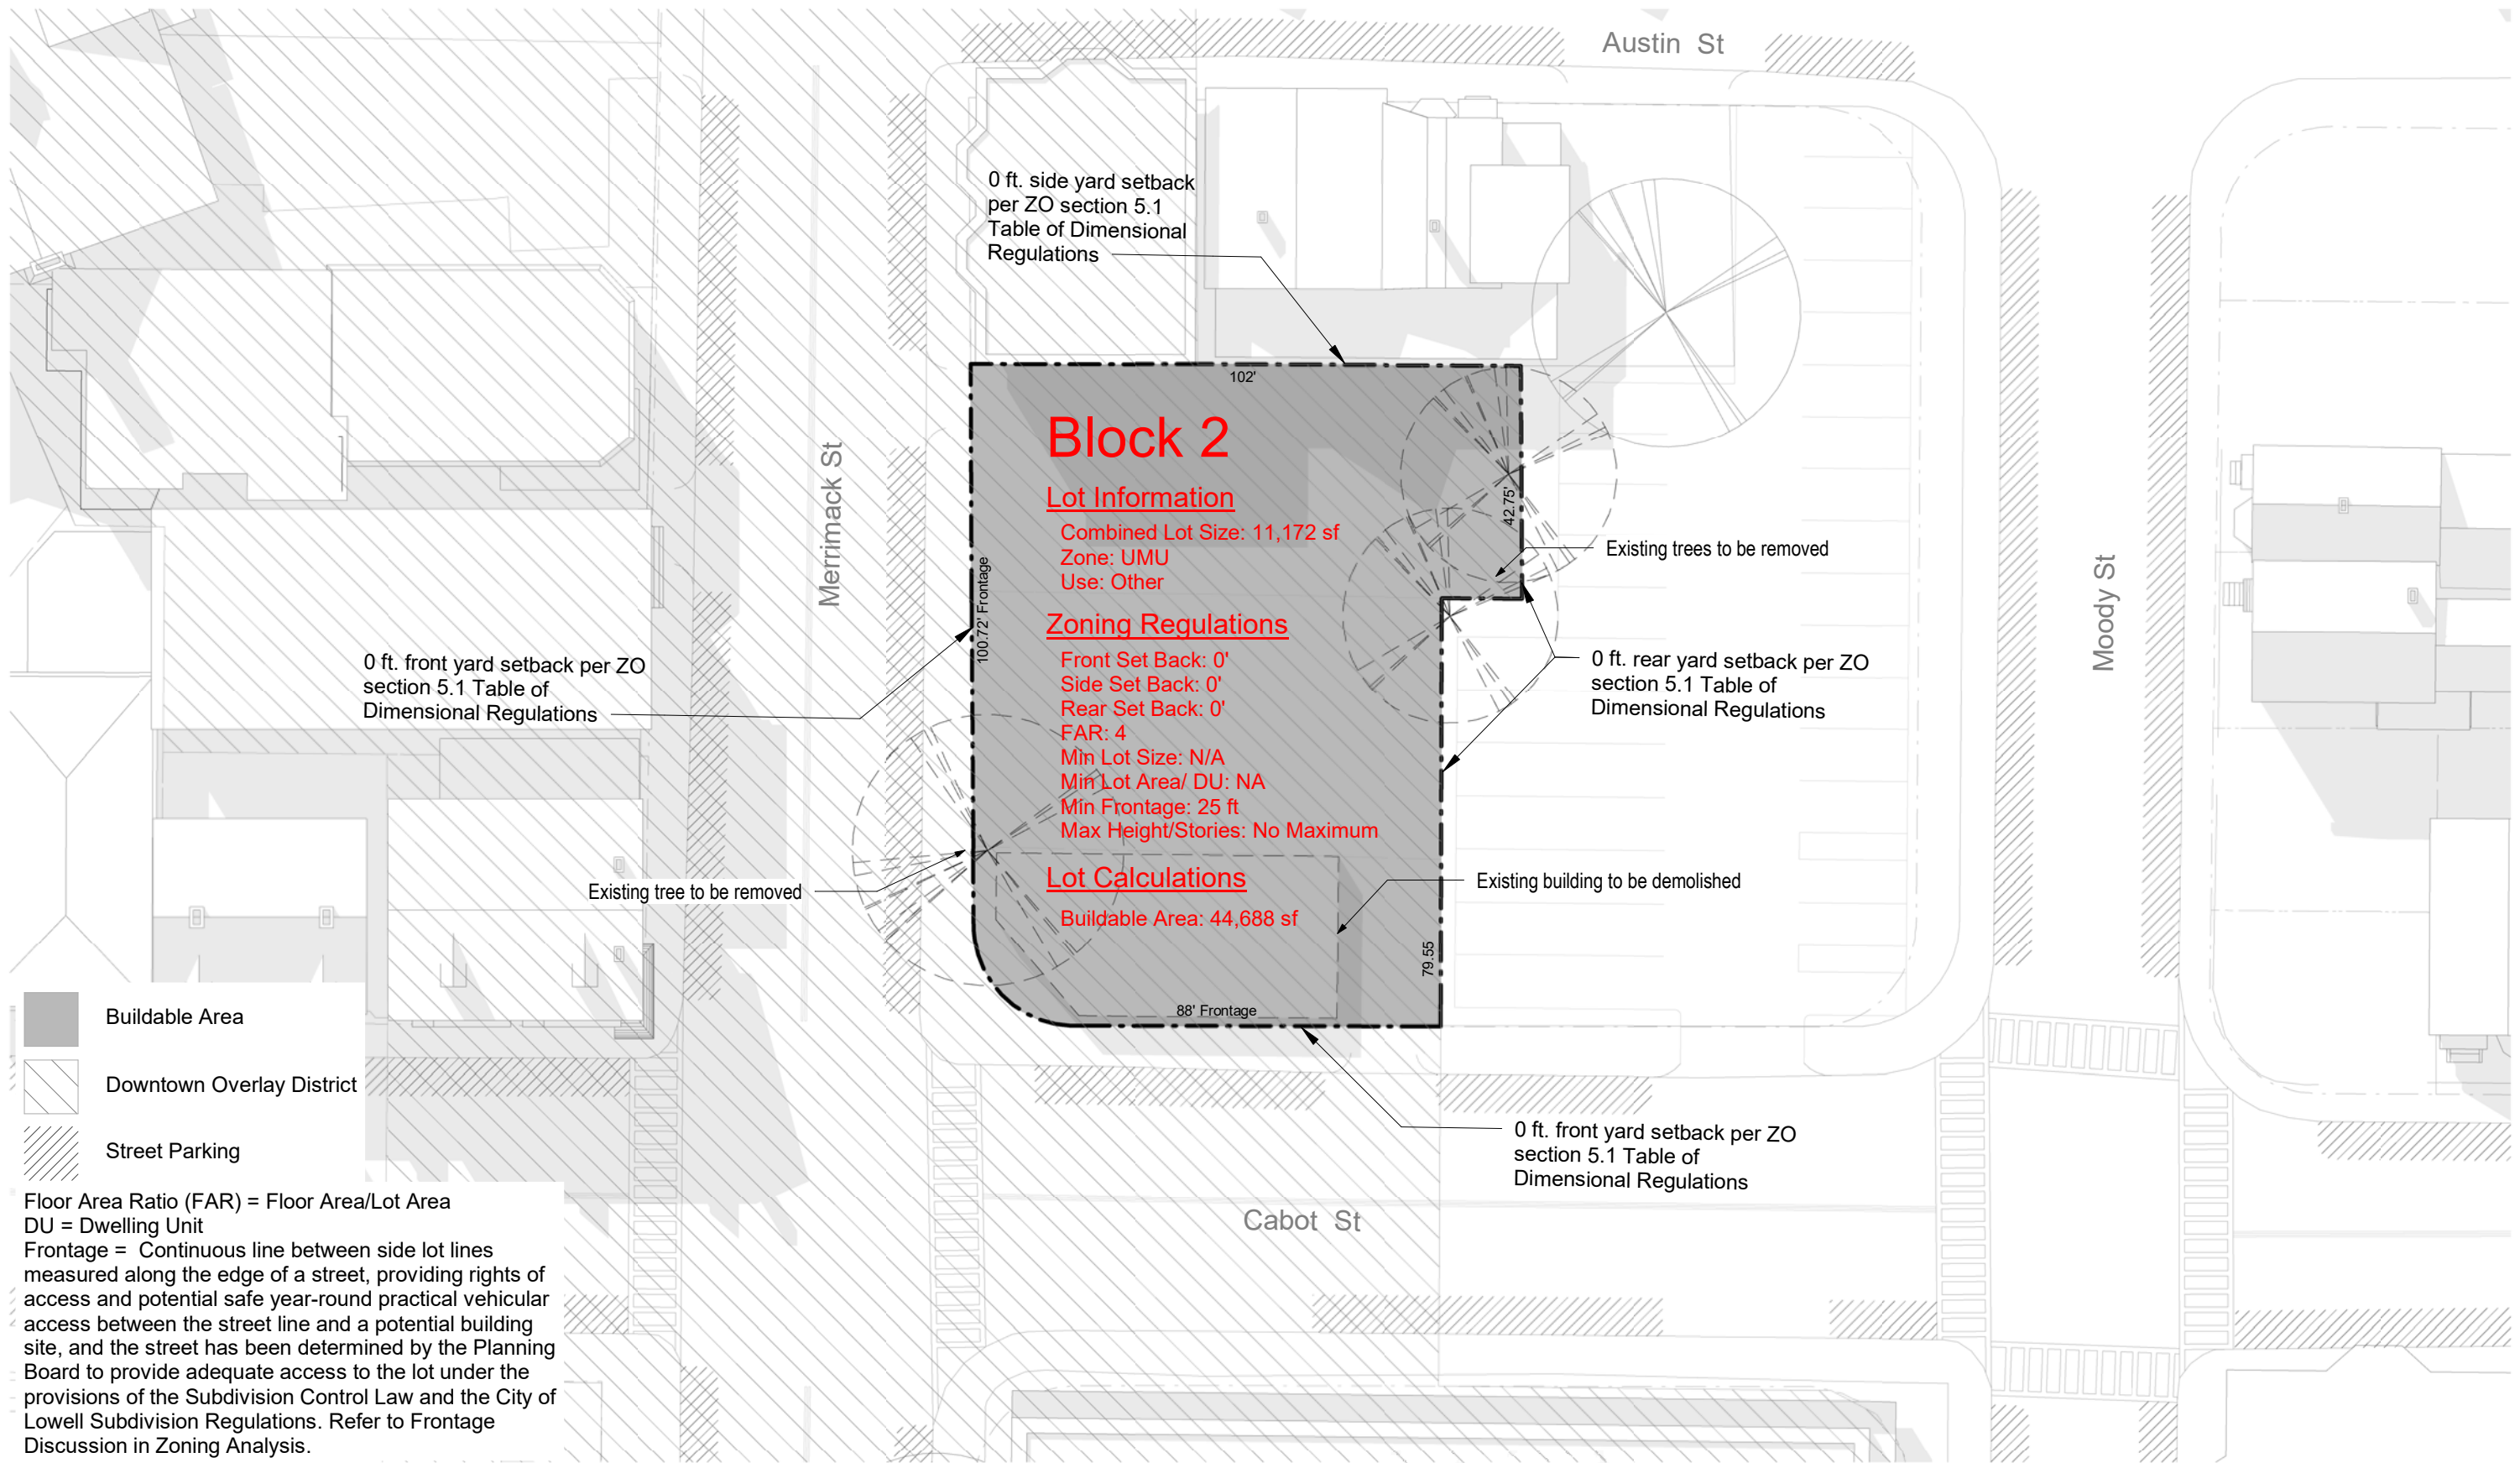 Austin St
0 ft. side yard setback
per ZO section 5.1
Table of Dimensional
Regulations
102'
Block 2
Lot Information
Combined Lot Size: 11,172 sf
Zone: UMU
Use: Other
Zoning Regulations
Front Set Back: 0'
Side Set Back: 0'
Rear Set Back: 0'
FAR: 4
Min Lot Size: N/A
Min Lot Area/ DU: NA
Min Frontage: 25 ft
Max Height/Stories: No Maximum
Lot Calculations
Buildable Area: 44,688 sf
88' Frontage
42.75'
79.55
100.72' Frontage
Merrimack St
Moody St
Existing trees to be removed
0 ft. front yard setback per ZO
section 5.1 Table of
Dimensional Regulations
0 ft. rear yard setback per ZO
section 5.1 Table of
Dimensional Regulations
Existing tree to be removed
Existing building to be demolished
0 ft. front yard setback per ZO
section 5.1 Table of
Dimensional Regulations
Cabot St
Buildable Area
Downtown Overlay District
Street Parking
Floor Area Ratio (FAR) = Floor Area/Lot Area
DU = Dwelling Unit
Frontage = Continuous line between side lot lines
measured along the edge of a street, providing rights of
access and potential safe year-round practical vehicular
access between the street line and a potential building
site, and the street has been determined by the Planning
Board to provide adequate access to the lot under the
provisions of the Subdivision Control Law and the City of
Lowell Subdivision Regulations. Refer to Frontage
Discussion in Zoning Analysis.